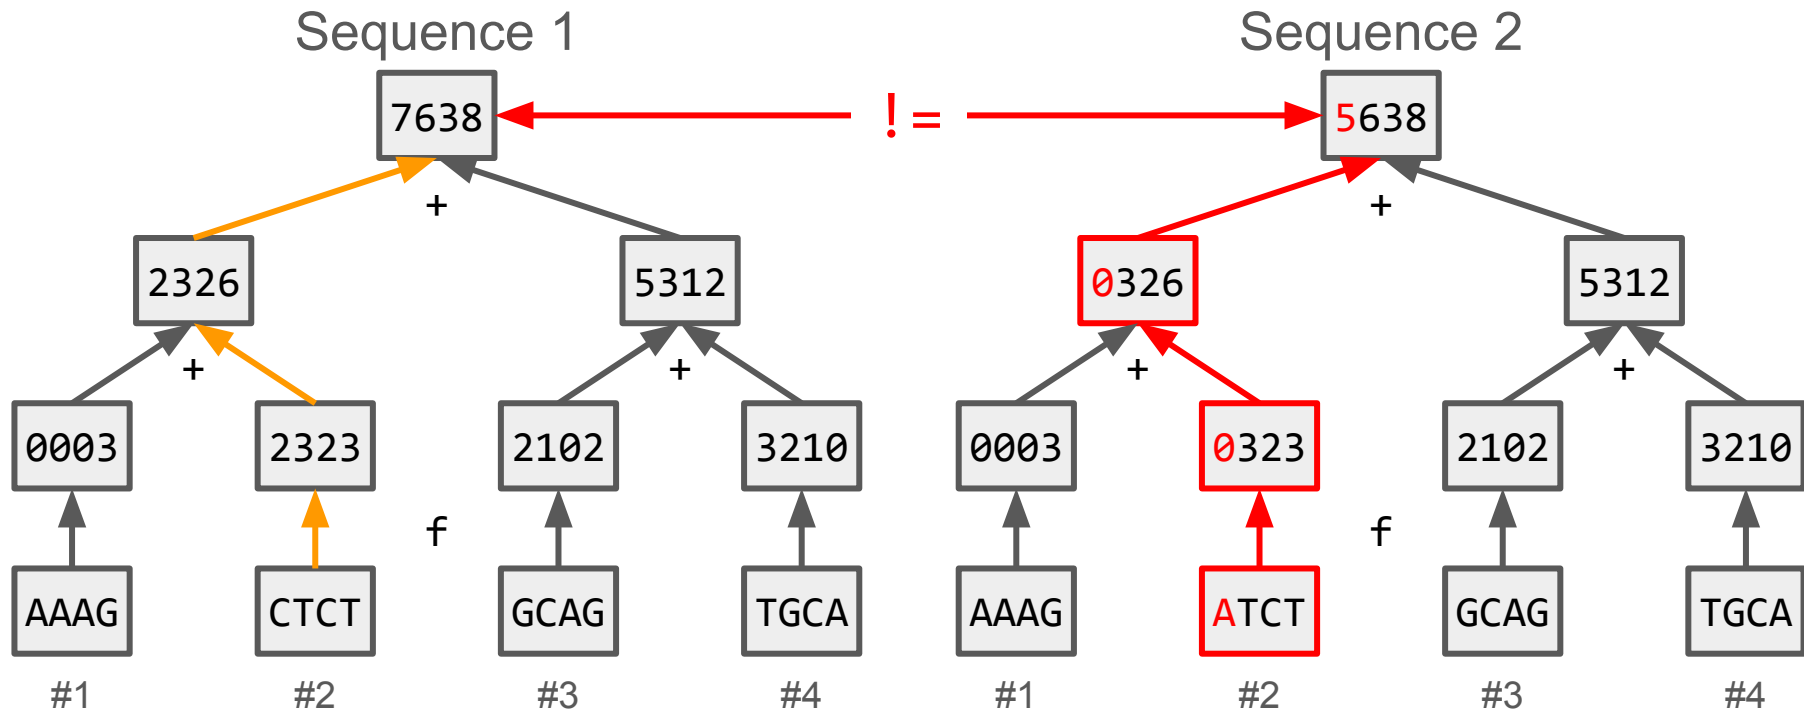 Sequence 1
Sequence 2
7638
!=
5638
+
+
2326
5312
0326
5312
+
+
+
+
0003
2323
2102
3210
0003
0323
2102
3210
f
f
AAAG
CTCT
GCAG
TGCA
AAAG
ATCT
GCAG
TGCA
#1
#2
#3
#4
#1
#2
#3
#4